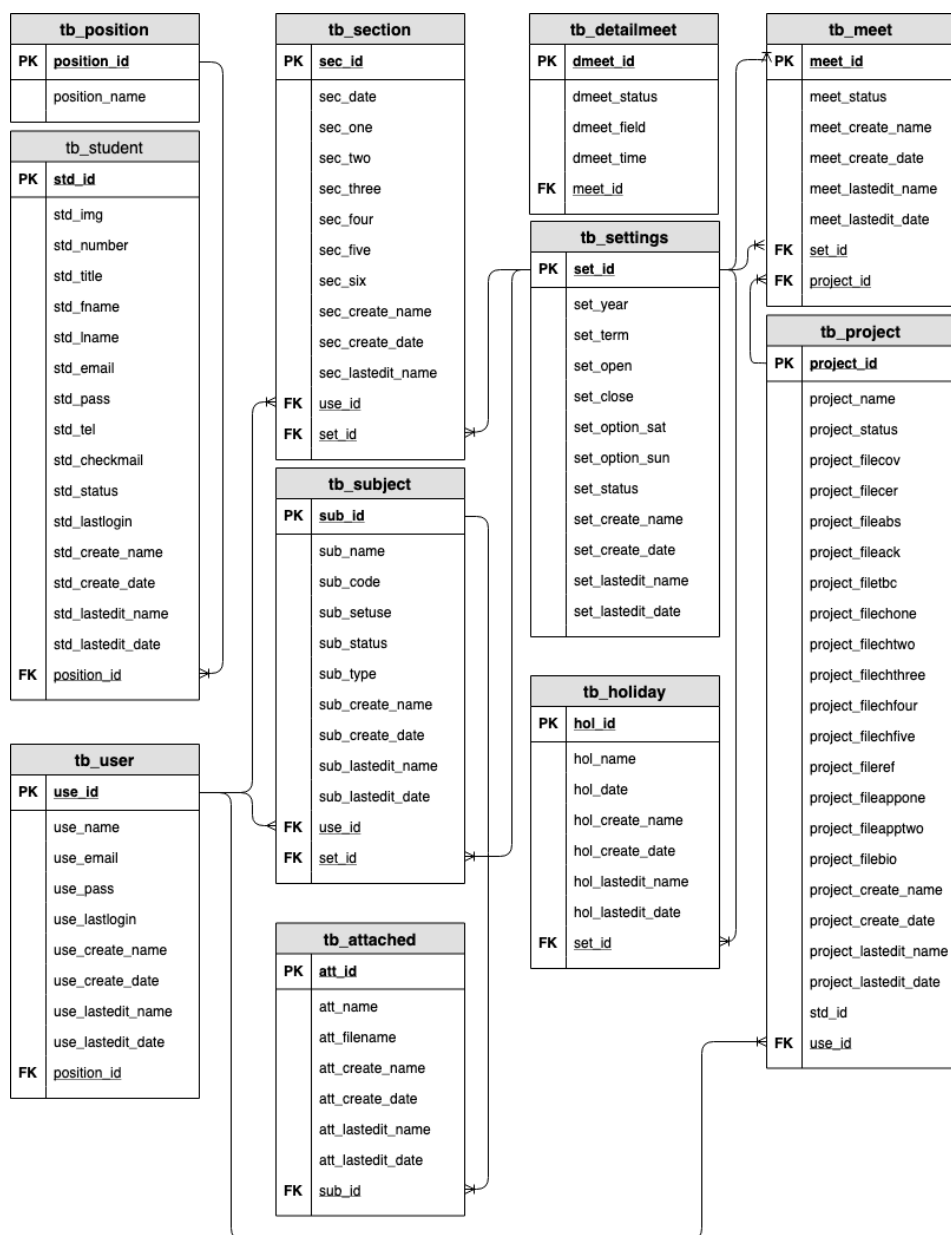 tb_position
PK position_id
position_name
tb_student
PK std_id
std_img
std_number
std_title
std_fname
std_lname
std_email
std_pass
std_tel
std_checkmail
std_status
std_lastlogin
std_create_name
std_create_date
std_lastedit_name
std_lastedit_date
FK position_id
tb_user
PK use_id
use_name
use_email
use_pass
use_lastlogin
use_create_name
use_create_date
use_lastedit_name
use_lastedit_date
FK position_id
tb_section
PK sec_id
sec_date
sec_one
sec_two
sec_three
sec_four
sec_five
sec_six
sec_create_name
sec_create_date
sec_lastedit_name
FK use_id
FK set_id
tb_subject
PK sub_id
sub_name
sub_code
sub_setuse
sub_status
sub_type
sub_create_name
sub_create_date
sub_lastedit_name
sub_lastedit_date
FK use_id
FK set_id
tb_attached
PK att_id
att_name
att_filename
att_create_name
att_create_date
att_lastedit_name
att_lastedit_date
FK sub_id
tb_detailmeet
PK dmeet_id
dmeet_status
dmeet_field
dmeet_time
FK meet_id
tb_settings
PK set_id
set_year
set_term
set_open
set_close
set_option_sat
set_option_sun
set_status
set_create_name
set_create_date
set_lastedit_name
set_lastedit_date
tb_holiday
PK hol_id
hol_name
hol_date
hol_create_name
hol_create_date
hol_lastedit_name
hol_lastedit_date
FK set_id
tb_meet
PK meet_id
meet_status
meet_create_name
meet_create_date
meet_lastedit_name
meet_lastedit_date
FK set_id
FK project_id
tb_project
PK project_id
project_name
project_status
project_filecov
project_filecer
project_fileabs
project_fileack
project_filetbc
project_filechone
project_filechtwo
project_filechthree
project_filechfour
project_filechfive
project_fileref
project_fileappone
project_fileapptwo
project_filebio
project_create_name
project_create_date
project_lastedit_name
project_lastedit_date
std_id
FK use_id